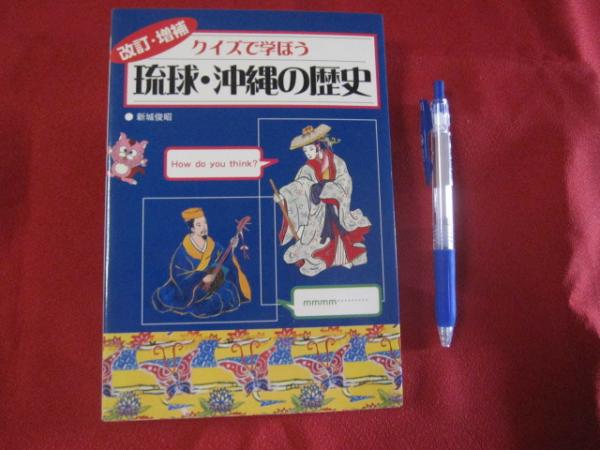 改訂・増補
クイズで学ぼう
琉球・沖縄の歴史
● 新城俊昭
How do you think?
mmmm………